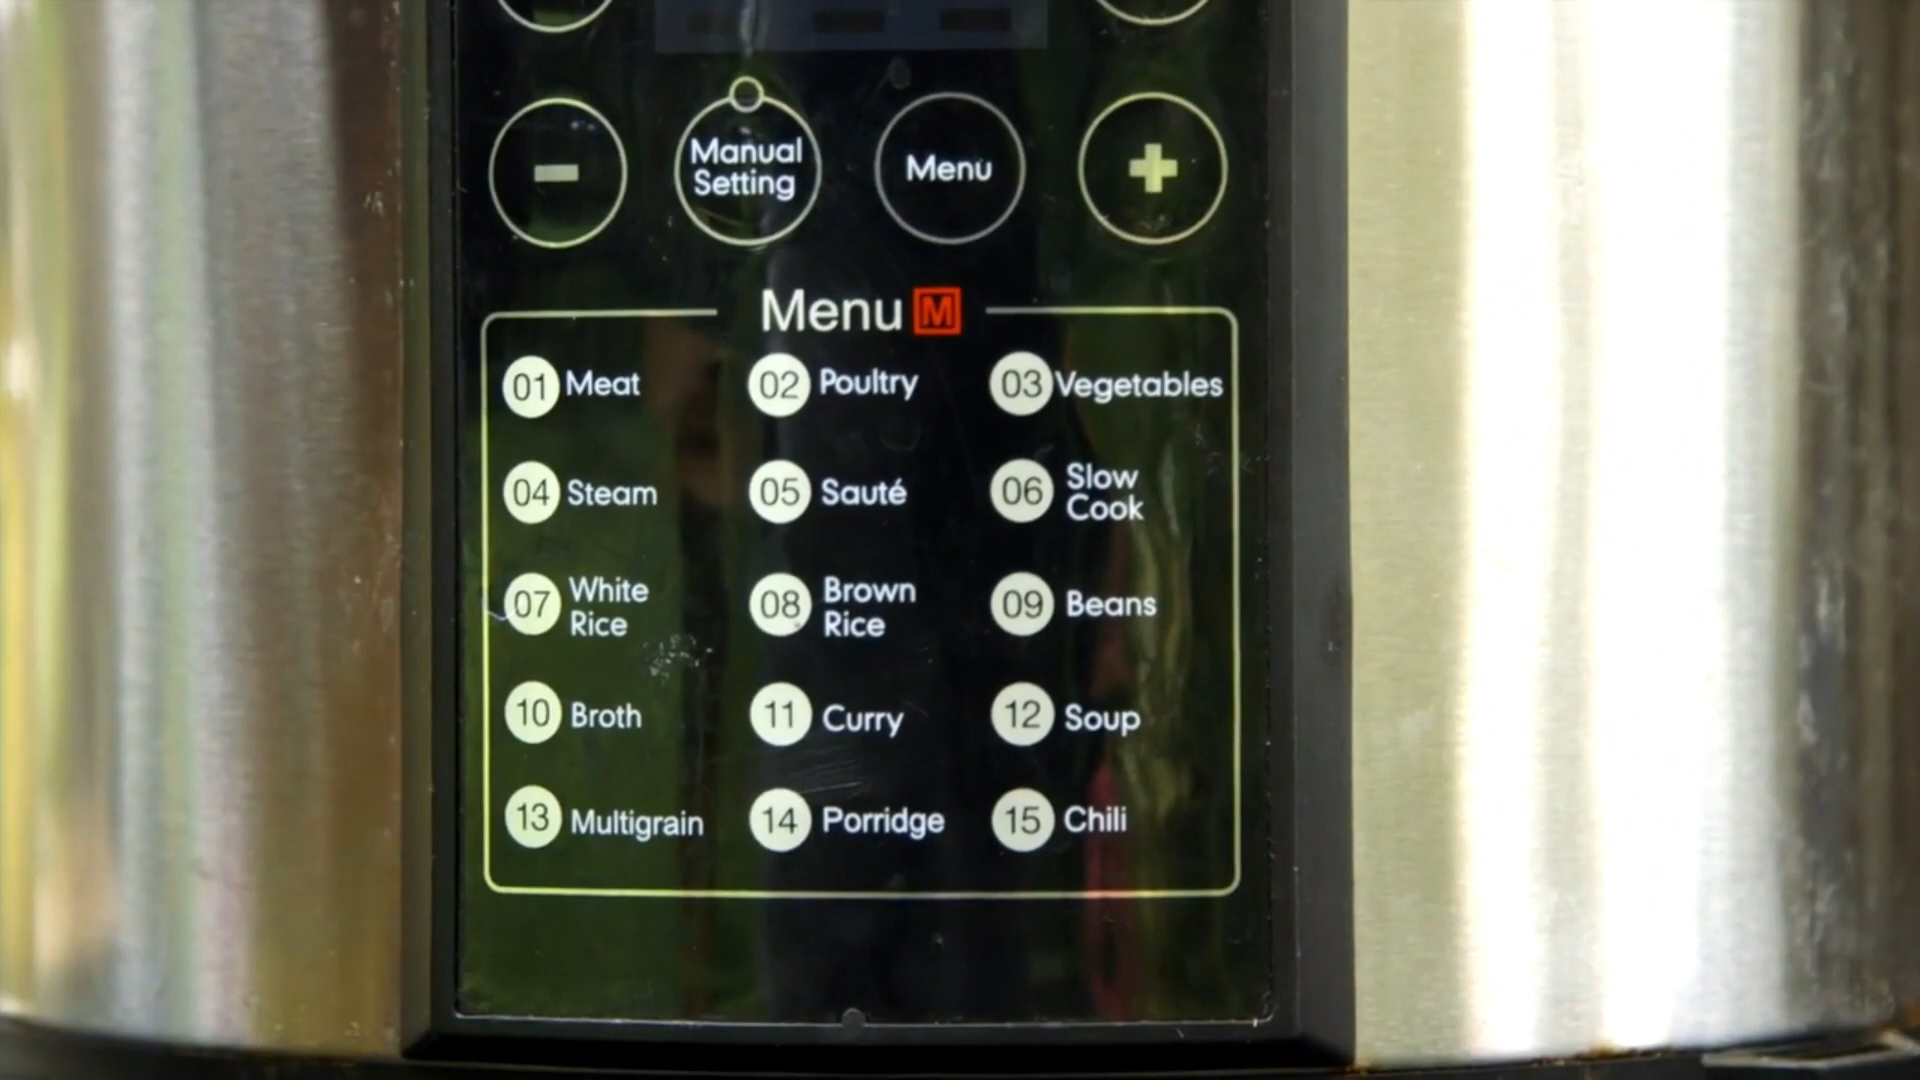 Manual
Setting
Menu
Menu M
01 Meat
02 Poultry
03 Vegetables
04 Steam
05 Sauté
06 Slow
Cook
07 White
Rice
08 Brown
Rice
09 Beans
10 Broth
11 Curry
12 Soup
13 Multigrain
14 Porridge
15 Chili